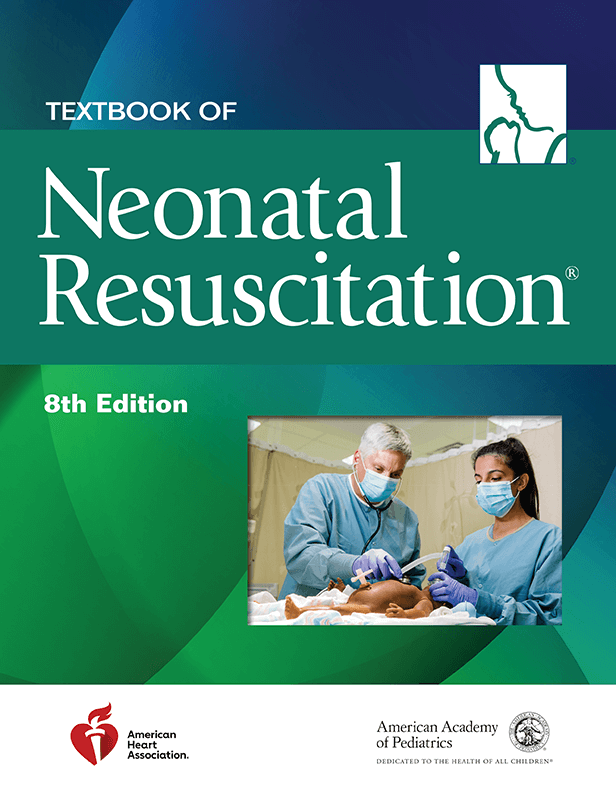 TEXTBOOK OF
Neonatal
Resuscitation®
8th Edition
American
Heart
Association®
American Academy
of Pediatrics
DEDICATED TO THE HEALTH OF ALL CHILDREN®